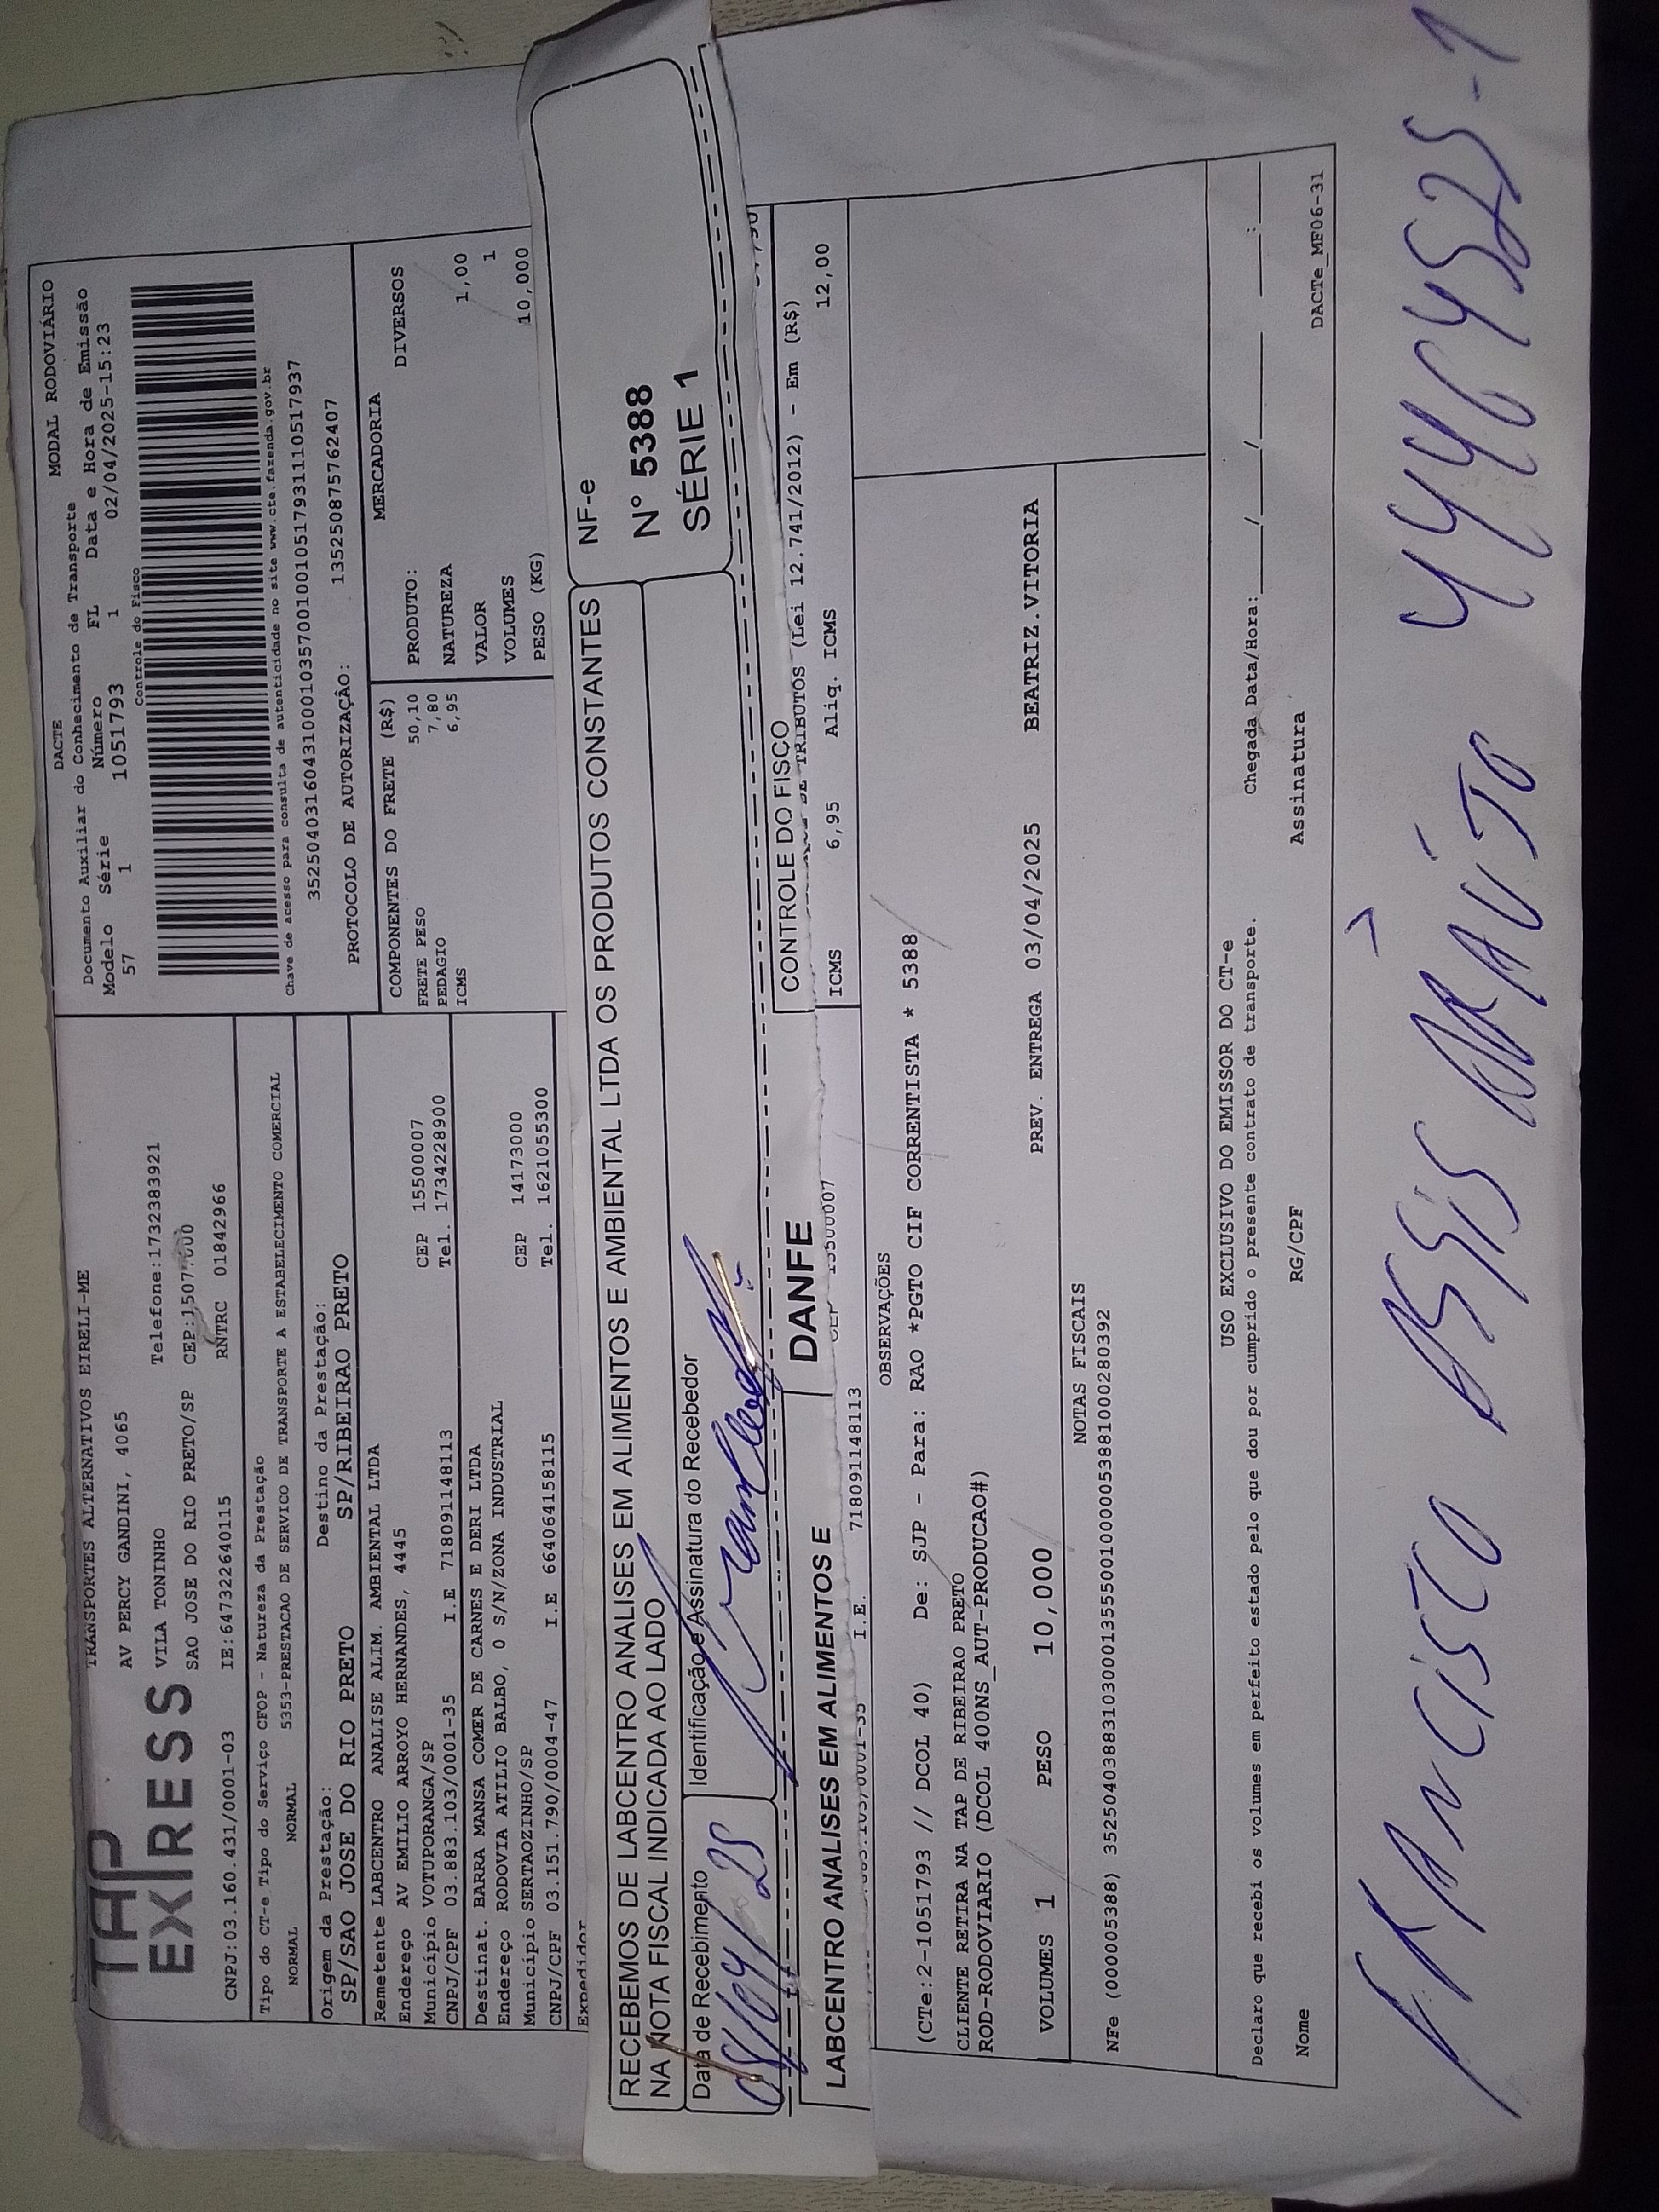 TAP
EXPRESS
TRANSPORTES ALTERNATIVOS EIRELI-ME
AV PERCY GANDINI, 4065
VILA TONINHO Telefone:1732383921
SAO JOSE DO RIO PRETO/SP
CNPJ:03.160.431/0001-03 IE:647322640115 RNTRC 01842966
DACTE MODAL RODOVIÁRIO
Documento Auxiliar do Conhecimento de Transporte
Modelo Série Número FL Data e Hora de Emissão
57 1 1051793 1 02/04/2025-15:23
Controle do Fisco
Chave de acesso para consulta de autenticidade no site www.cte.fazenda.gov.br
35250403160431000103570010010517931110517937
PROTOCOLO DE AUTORIZAÇÃO: 135250875762407
Tipo do CT-e Tipo do Serviço CFOP - Natureza da Prestação
NORMAL NORMAL 5353-PRESTACAO DE SERVICO DE TRANSPORTE A ESTABELECIMENTO COMERCIAL
Origem da Prestação: Destino da Prestação:
SP/SAO JOSE DO RIO PRETO SP/RIBEIRAO PRETO
Remetente LABCENTRO ANALISE ALIM. AMBIENTAL LTDA
Endereço AV EMILIO ARROYO HERNANDES, 4445
Município VOTUPORANGA/SP CEP 15500007
CNPJ/CPF 03.883.103/0001-35 I.E 718091148113 Tel. 1734228900
Destinat. BARRA MANSA COMER DE CARNES E DERI LTDA
Endereço RODOVIA ATILIO BALBO, 0 S/N/ZONA INDUSTRIAL
Município SERTAOZINHO/SP CEP 14173000
CNPJ/CPF 03.151.790/0004-47 I.E 664064158115 Tel. 1621055300
Expedidor
COMPONENTES DO FRETE (R$)
FRETE PESO 50,10
PEDAGIO 7,80
ICMS 6,95
MERCADORIA
PRODUTO: DIVERSOS
NATUREZA
VALOR 1,00
VOLUMES 1
PESO (KG) 10,000
RECEBEMOS DE LABCENTRO ANALISES EM ALIMENTOS E AMBIENTAL LTDA OS PRODUTOS CONSTANTES
NA NOTA FISCAL INDICADA AO LADO
NF-e
Nº 5388
SÉRIE 1
Data de Recebimento Identificação e Assinatura do Recebedor
LABCENTRO ANALISES EM ALIMENTOS E DANFE CONTROLE DO FISCO
DE TRIBUTOS (Lei 12.741/2012) - Em (R$)
I.E. 718091148113
ICMS 6,95 Aliq. ICMS 12,00
OBSERVAÇÕES
(CTe:2-1051793 // DCOL 40) De: SJP - Para: RAO *PGTO CIF CORRENTISTA * 5388
CLIENTE RETIRA NA TAP DE RIBEIRAO PRETO
ROD-RODOVIARIO (DCOL 400NS_AUT-PRODUCAO#)
VOLUMES 1 PESO 10,000 PREV. ENTREGA 03/04/2025 BEATRIZ.VITORIA
NOTAS FISCAIS
NFe (000005388) 35250403883103000135550010000053881000280392
USO EXCLUSIVO DO EMISSOR DO CT-e
Declaro que recebi os volumes em perfeito estado pelo que dou por cumprido o presente contrato de transporte. Chegada Data/Hora:____/____/____ ____:____
Nome RG/CPF Assinatura
DACTe_MF06-31
FRANCISCO ASSIS ARAÚJO